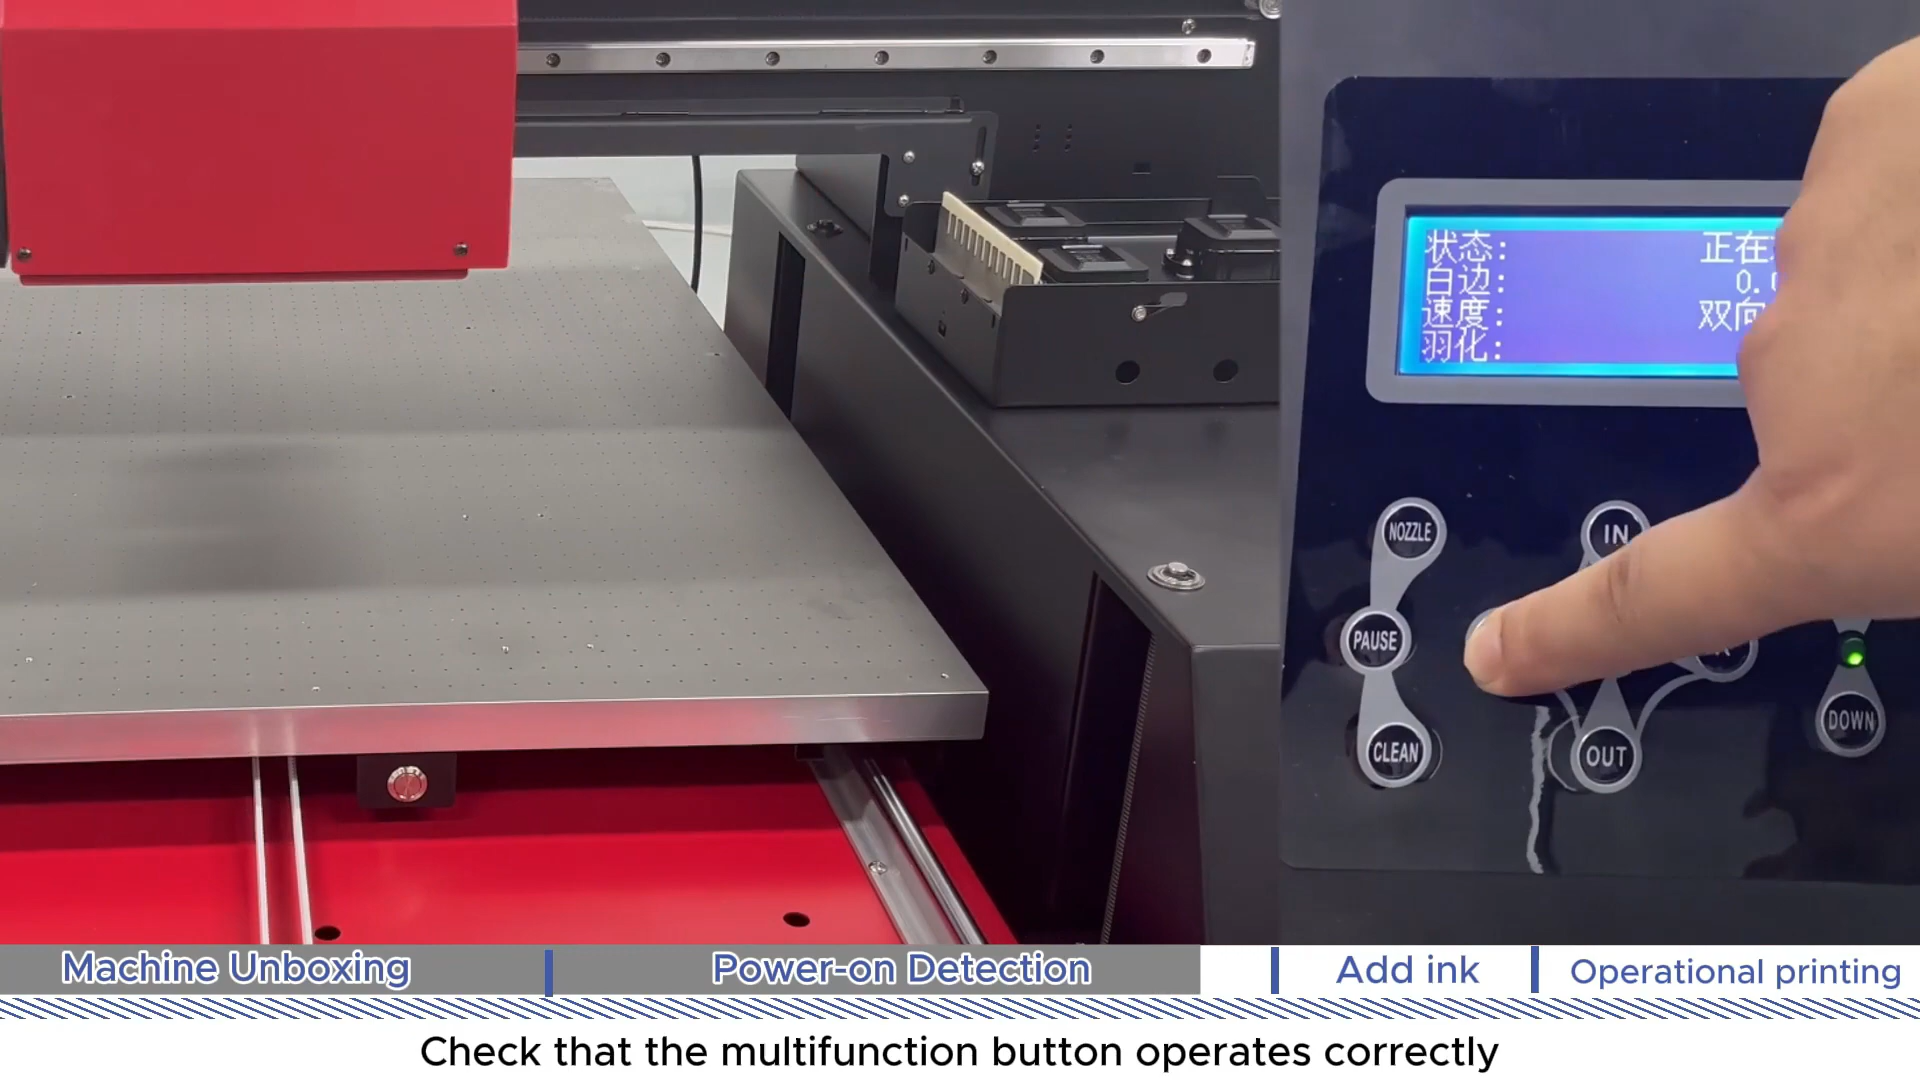 状态: 正在
白边: 0.
速度: 双向
羽化:
NOZZLE
IN
PAUSE
CLEAN
OUT
DOWN
Machine Unboxing
Power-on Detection
Add ink
Operational printing
Check that the multifunction button operates correctly